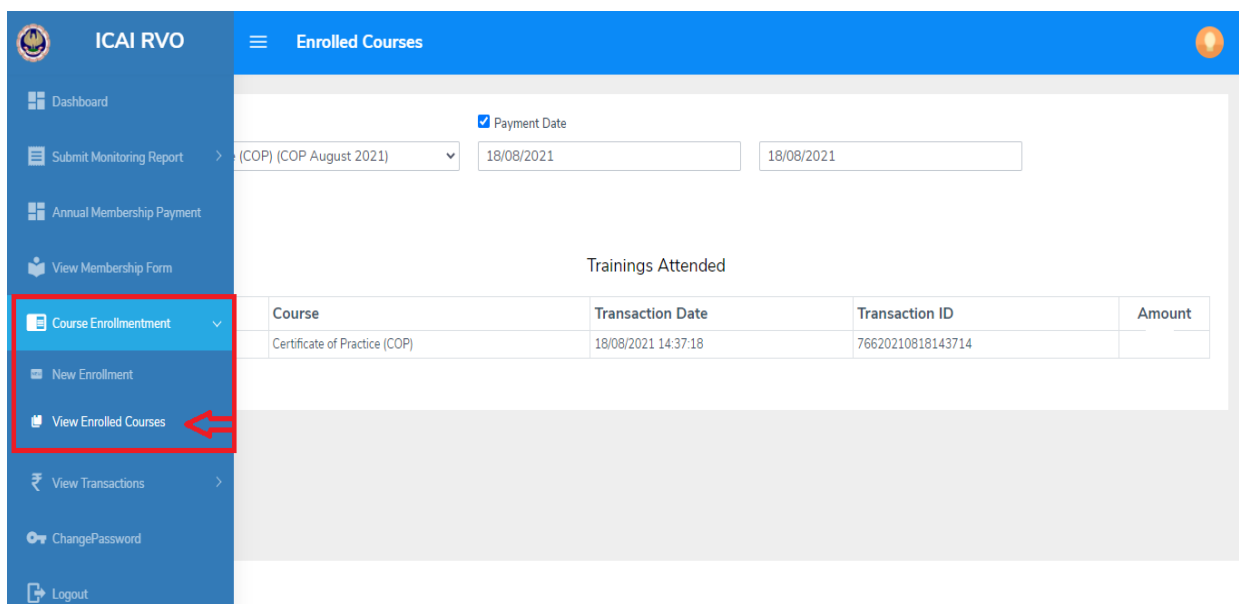 ICAI RVO
Enrolled Courses
Dashboard
Submit Monitoring Report
Annual Membership Payment
View Membership Form
Course Enrollmentment
New Enrollment
View Enrolled Courses
View Transactions
ChangePassword
Logout
Payment Date
(COP) (COP August 2021)
18/08/2021
18/08/2021
Trainings Attended
Course Transaction Date Transaction ID Amount
Certificate of Practice (COP) 18/08/2021 14:37:18 76620210818143714